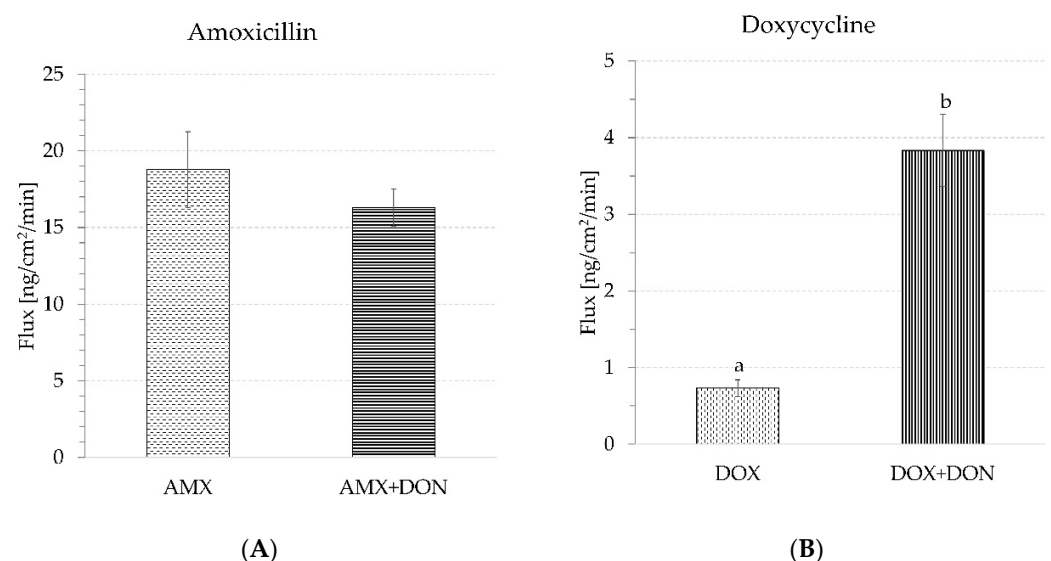 Amoxicillin
25
20
15
10
5
0
Flux [ng/cm²/min]
AMX
AMX+DON
(A)
Doxycycline
5
4
3
2
1
0
Flux [ng/cm²/min]
a
b
DOX
DOX+DON
(B)